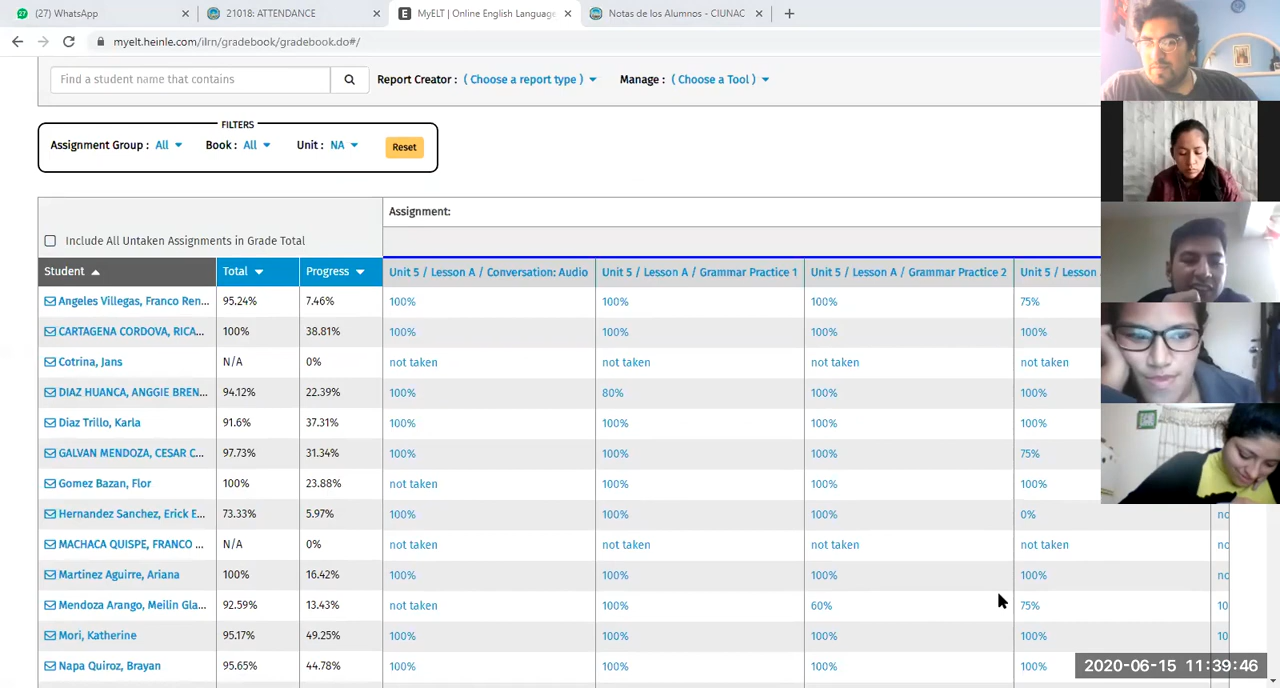 (27) WhatsApp
21018: ATTENDANCE
MyELT | Online English Language
Notas de los Alumnos - CIUNAC
myelt.heinle.com/ilrn/gradebook/gradebook.do#/
Find a student name that contains
Report Creator : ( Choose a report type )
Manage : ( Choose a Tool )
FILTERS
Assignment Group : All Book : All Unit : NA Reset
Assignment:
Include All Untaken Assignments in Grade Total
Student Total Progress Unit 5 / Lesson A / Conversation: Audio Unit 5 / Lesson A / Grammar Practice 1 Unit 5 / Lesson A / Grammar Practice 2 Unit 5 / Lesson
Angeles Villegas, Franco Ren... 95.24% 7.46% 100% 100% 100% 75%
CARTAGENA CORDOVA, RICA... 100% 38.81% 100% 100% 100% 100%
Cotrina, Jans N/A 0% not taken not taken not taken not taken
DIAZ HUANCA, ANGGIE BREN... 94.12% 22.39% 100% 80% 100% 100%
Diaz Trillo, Karla 91.6% 37.31% 100% 100% 100% 100%
GALVAN MENDOZA, CESAR C... 97.73% 31.34% 100% 100% 100% 75%
Gomez Bazan, Flor 100% 23.88% not taken 100% 100% 100%
Hernandez Sanchez, Erick E... 73.33% 5.97% 100% 100% 100% 0% no
MACHACA QUISPE, FRANCO ... N/A 0% not taken not taken not taken not taken no
Martinez Aguirre, Ariana 100% 16.42% 100% 100% 100% 100% no
Mendoza Arango, Meilin Gla... 92.59% 13.43% not taken 100% 60% 75% 10
Mori, Katherine 95.17% 49.25% 100% 100% 100% 100% 10
Napa Quiroz, Brayan 95.65% 44.78% 100% 100% 100% 100%
2020-06-15 11:39:46